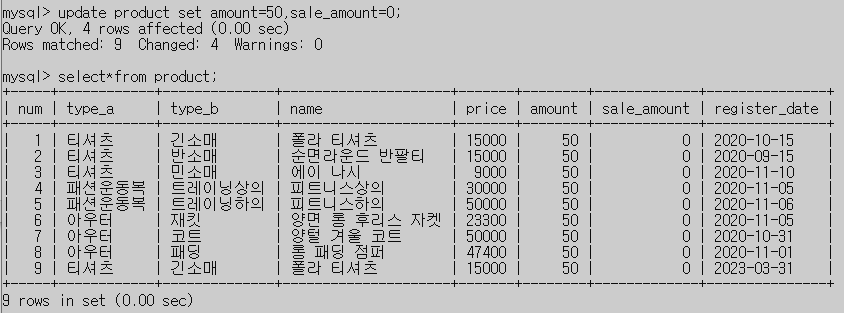 mysql> update product set amount=50,sale_amount=0;
Query OK, 4 rows affected (0.00 sec)
Rows matched: 9  Changed: 4  Warnings: 0
mysql> select*from product;
+-----+--------------+--------------+----------------------+-------+--------+-------------+---------------+
| num | type_a | type_b | name | price | amount | sale_amount | register_date |
+-----+--------------+--------------+----------------------+-------+--------+-------------+---------------+
| 1 | 티셔츠 | 긴소매 | 폴라 티셔츠 | 15000 | 50 | 0 | 2020-10-15
| 2 | 티셔츠 | 반소매 | 순면라운드 반팔티 | 15000 | 50 | 0 | 2020-09-15
| 3 | 티셔츠 | 민소매 | 에이 나시 | 9000 | 50 | 0 | 2020-11-10
| 4 | 패션운동복 | 트레이닝상의 | 피트니스상의 | 30000 | 50 | 0 | 2020-11-05
| 5 | 패션운동복 | 트레이닝하의 | 피트니스하의 | 50000 | 50 | 0 | 2020-11-06
| 6 | 아우터 | 재킷 | 양면 롱 후리스 자켓 | 23300 | 50 | 0 | 2020-11-05
| 7 | 아우터 | 코트 | 양털 겨울 코트 | 50000 | 50 | 0 | 2020-10-31
| 8 | 아우터 | 패딩 | 롱 패딩 점퍼 | 47400 | 50 | 0 | 2020-11-01
| 9 | 티셔츠 | 긴소매 | 폴라 티셔츠 | 15000 | 50 | 0 | 2023-03-31
+-----+--------------+--------------+----------------------+-------+--------+-------------+---------------+
9 rows in set (0.00 sec)